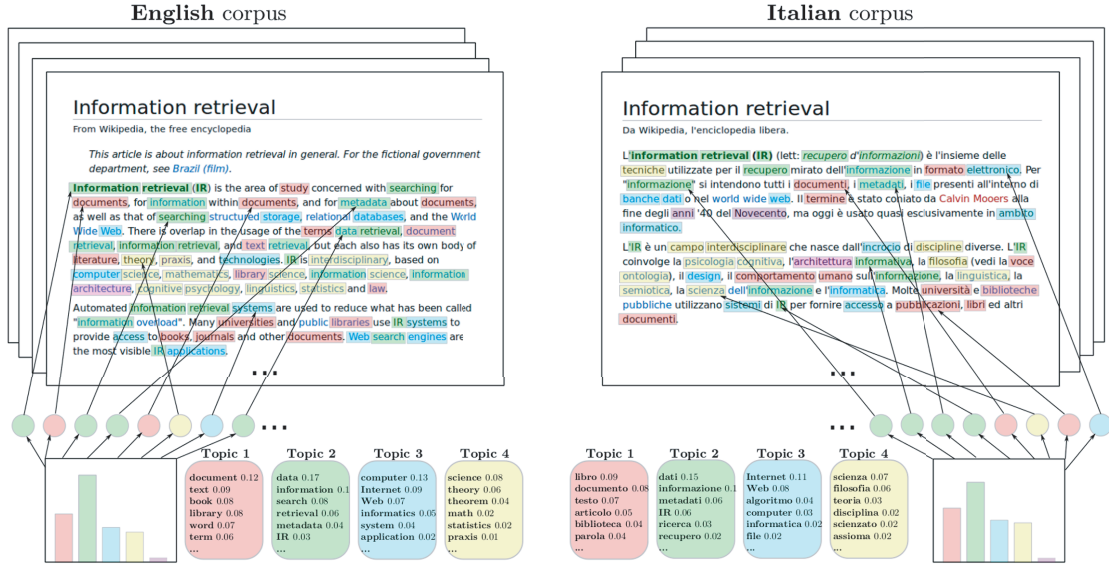 English corpus
Information retrieval
From Wikipedia, the free encyclopedia
This article is about information retrieval in general. For the fictional government
department, see Brazil (film).
Information retrieval (IR) is the area of study concerned with searching for
documents, for information within documents, and for metadata about documents,
as well as that of searching structured storage, relational databases, and the World
Wide Web. There is overlap in the usage of the terms data retrieval, document
retrieval, information retrieval, and text retrieval, but each also has its own body of
literature, theory, praxis, and technologies. IR is interdisciplinary, based on
computer science, mathematics, library science, information science, information
architecture, cognitive psychology, linguistics, statistics and law.
Automated information retrieval systems are used to reduce what has been called
"information overload". Many universities and public libraries use IR systems to
provide access to books, journals and other documents. Web search engines are
the most visible IR applications.
...
...
Topic 1
document 0.12
text 0.09
book 0.08
library 0.08
word 0.07
term 0.06
...
Topic 2
data 0.17
information 0.1
search 0.08
retrieval 0.06
metadata 0.04
IR 0.03
...
Topic 3
computer 0.13
Internet 0.09
Web 0.07
informatics 0.05
system 0.04
application 0.02
...
Topic 4
science 0.08
theory 0.06
theorem 0.04
math 0.02
statistics 0.02
praxis 0.01
...
Italian corpus
Information retrieval
Da Wikipedia, l'enciclopedia libera.
L'information retrieval (IR) (lett: recupero d'informazioni) è l'insieme delle
tecniche utilizzate per il recupero mirato dell'informazione in formato elettronico. Per
"informazione" si intendono tutti i documenti, i metadati, i file presenti all'interno di
banche dati o nel world wide web. Il termine è stato coniato da Calvin Mooers alla
fine degli anni '40 del Novecento, ma oggi è usato quasi esclusivamente in ambito
informatico.
L'IR è un campo interdisciplinare che nasce dall'incrocio di discipline diverse. L'IR
coinvolge la psicologia cognitiva, l'architettura informativa, la filosofia (vedi la voce
ontologia), il design, il comportamento umano sull'informazione, la linguistica, la
semiotica, la scienza dell'informazione e l'informatica. Molte università e biblioteche
pubbliche utilizzano sistemi di IR per fornire accesso a pubblicazioni, libri ed altri
documenti.
...
...
Topic 1
libro 0.09
documento 0.08
testo 0.07
articolo 0.05
biblioteca 0.04
parola 0.04
...
Topic 2
dati 0.15
informazione 0.1
metadati 0.06
IR 0.06
ricerca 0.03
recupero 0.02
...
Topic 3
Internet 0.11
Web 0.08
algoritmo 0.04
computer 0.03
informatica 0.02
file 0.02
...
Topic 4
scienza 0.07
filosofia 0.06
teoria 0.03
disciplina 0.02
scienzato 0.02
assioma 0.02
...